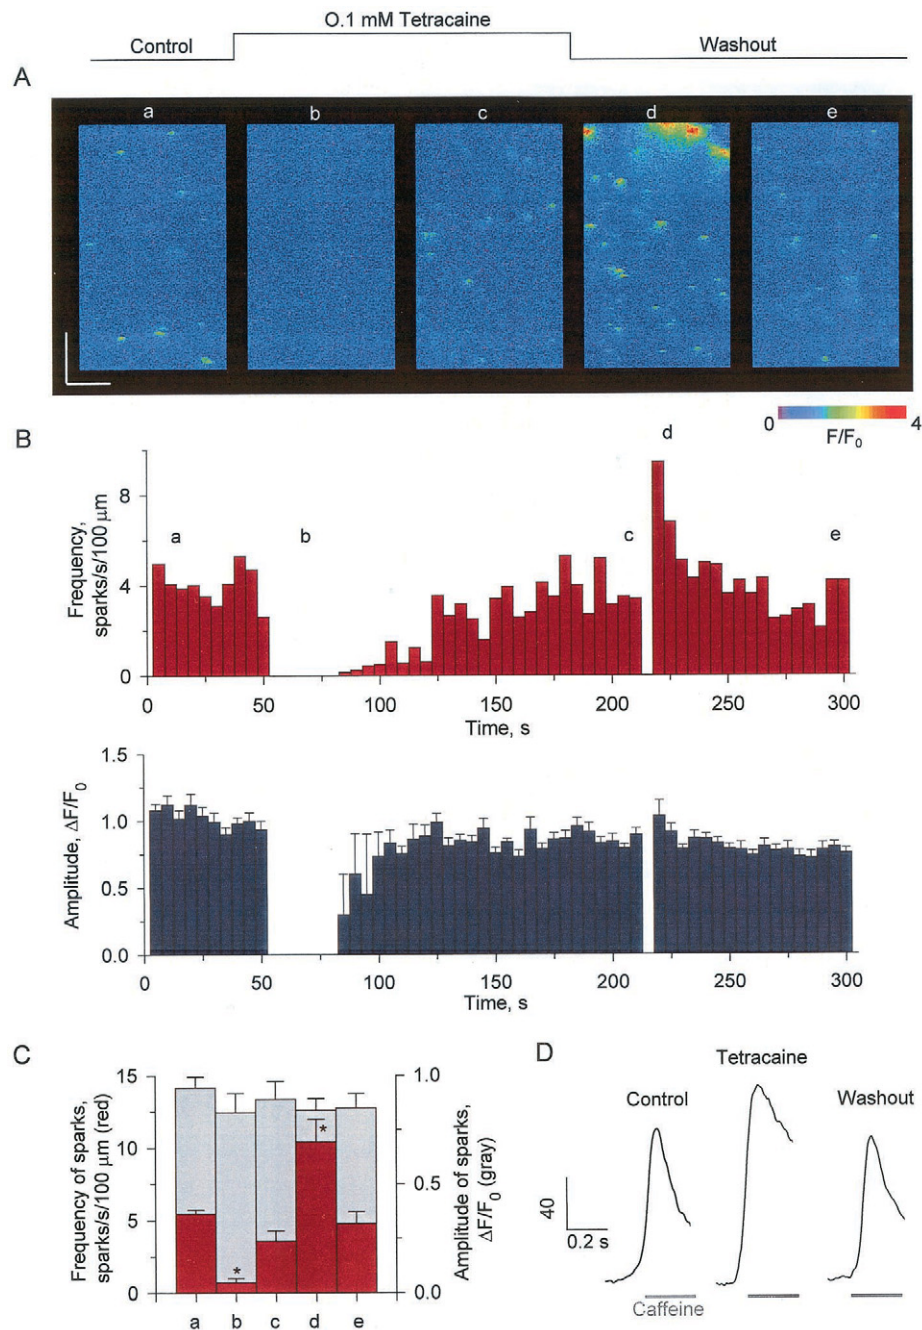 O.1 mM Tetracaine
Control
Washout
A
a b c d e
0 4
F/F0
B
d
Frequency, sparks/s/100 μm
8
4
0
a b c e
0 50 100 150 200 250 300
Time, s
Amplitude, ΔF/F0
1.5
1.0
0.5
0.0
0 50 100 150 200 250 300
Time, s
C
Frequency of sparks, sparks/s/100 μm (red)
15
10
5
0
* *
a b c d e
1.0
0.5
0.0
Amplitude of sparks, ΔF/F0 (gray)
D
Tetracaine
Control
Washout
40
0.2 s
Caffeine